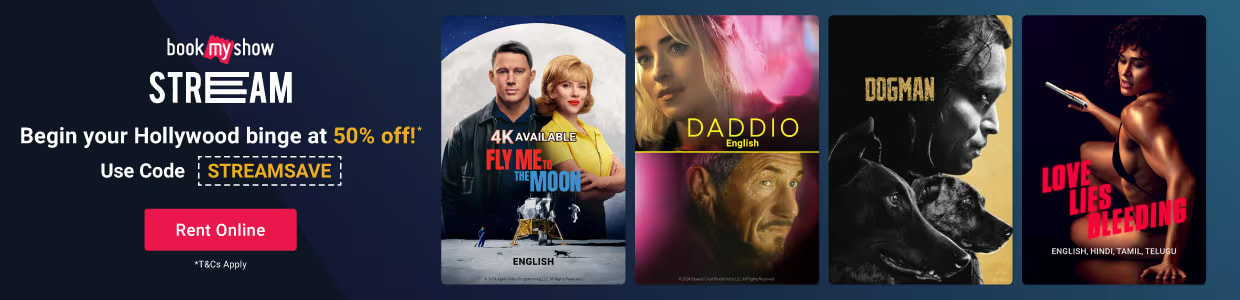 book my show
STREAM
Begin your Hollywood binge at 50% off!*
Use Code STREAMSAVE
Rent Online
*T&Cs Apply
4K AVAILABLE
FLY ME TO
THE MOON
ENGLISH
DADDIO
English
DOGMAN
LOVE
LIES
BLEEDING
ENGLISH, HINDI, TAMIL, TELUGU